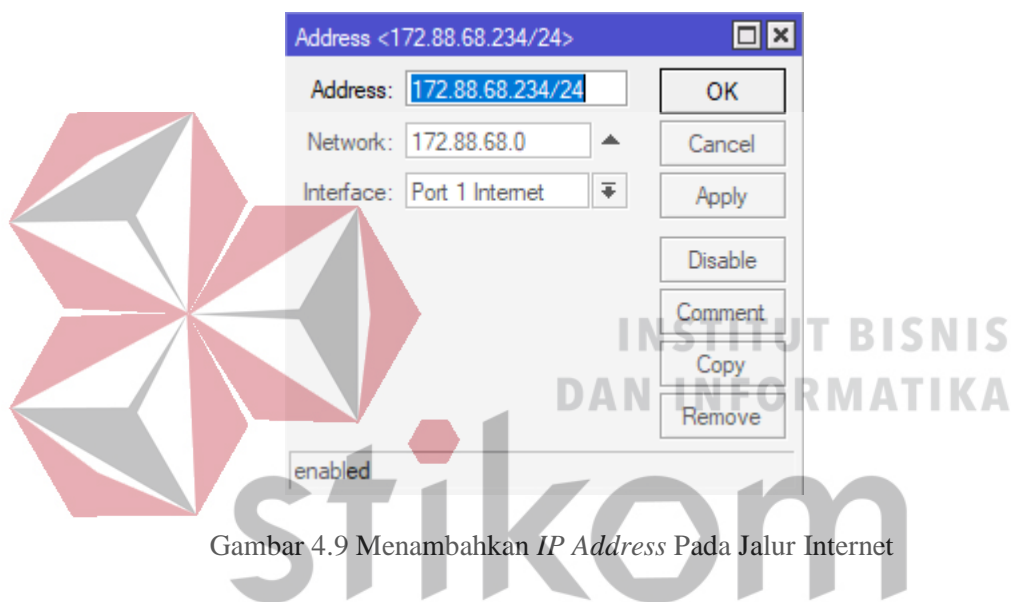 Address <172.88.68.234/24>
Address: 172.88.68.234/24
OK
Network: 172.88.68.0
Cancel
Interface: Port 1 Internet
Apply
Disable
Comment
Copy
Remove
enabled
INSTITUT BISNIS
DAN INFORMATIKA
stikom
Gambar 4.9 Menambahkan IP Address Pada Jalur Internet